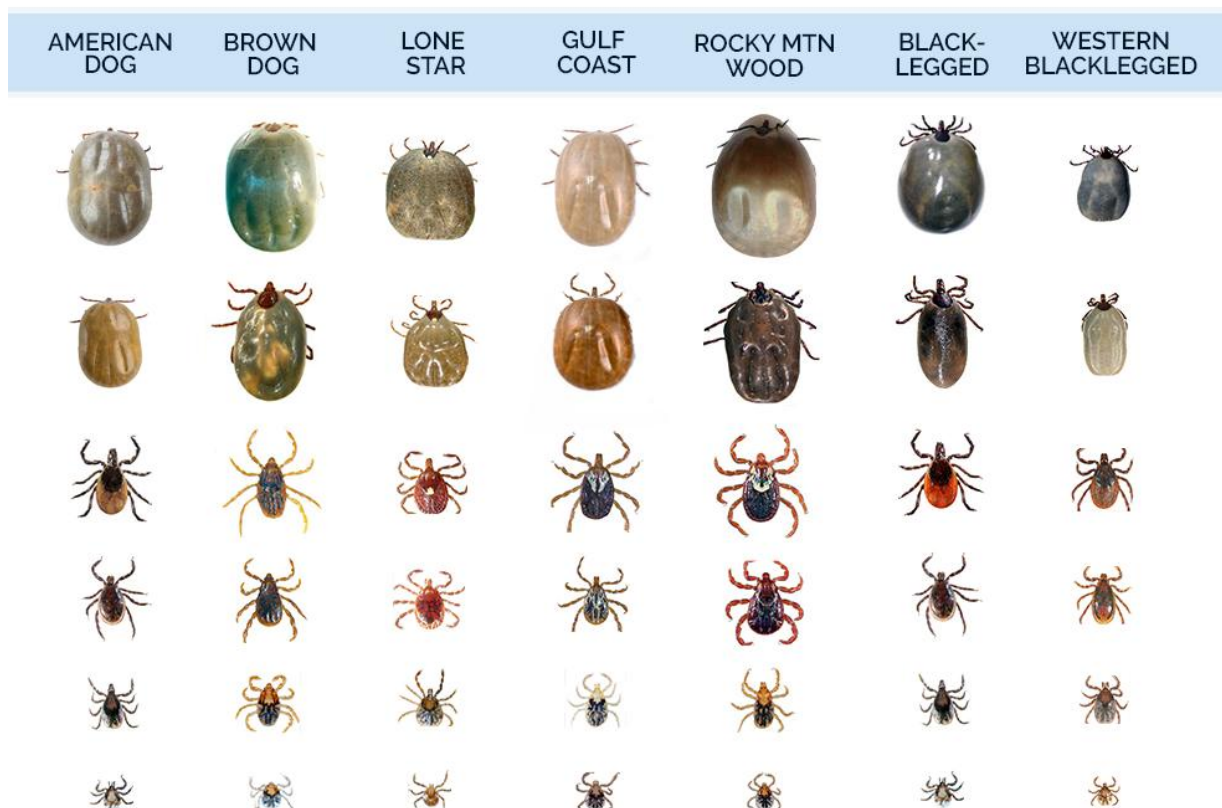 AMERICAN
DOG
BROWN
DOG
LONE
STAR
GULF
COAST
ROCKY MTN
WOOD
BLACK-
LEGGED
WESTERN
BLACKLEGGED